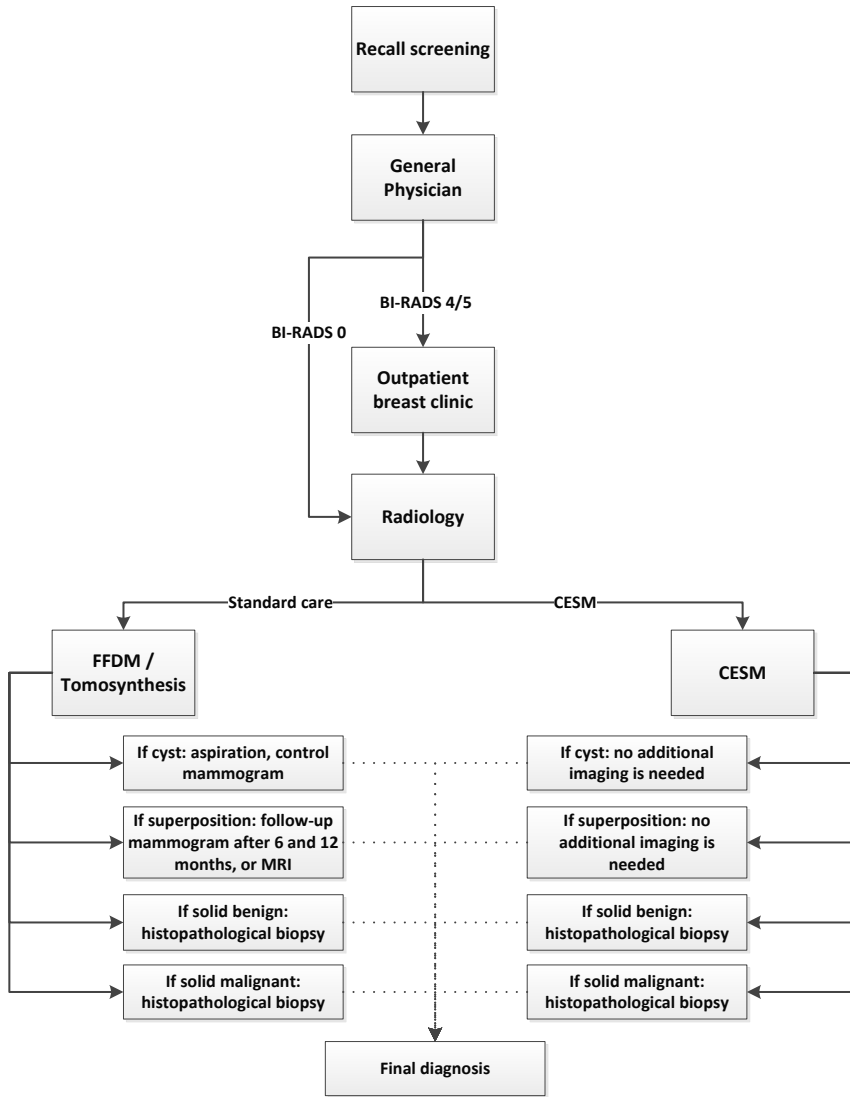 Recall screening
General
Physician
BI-RADS 4/5
BI-RADS 0
Outpatient
breast clinic
Radiology
Standard care
CESM
FFDM /
Tomosynthesis
CESM
If cyst: aspiration, control
mammogram
If cyst: no additional
imaging is needed
If superposition: follow-up
mammogram after 6 and 12
months, or MRI
If superposition: no
additional imaging is
needed
If solid benign:
histopathological biopsy
If solid benign:
histopathological biopsy
If solid malignant:
histopathological biopsy
If solid malignant:
histopathological biopsy
Final diagnosis